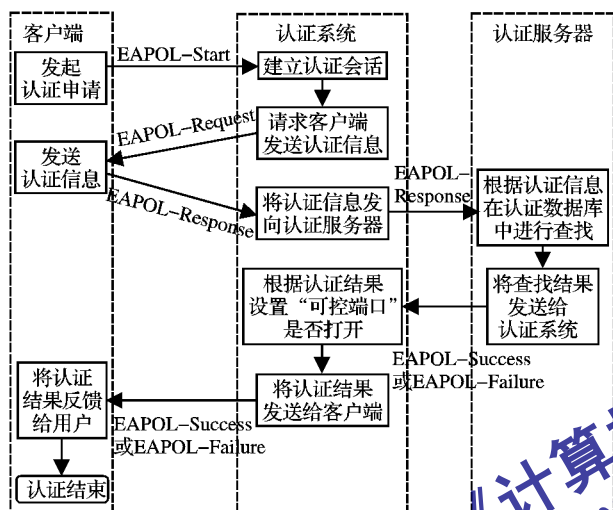 客户端
认证系统
认证服务器
发起
认证申请
EAPOL-Start
建立认证会话
请求客户端
发送认证信息
EAPOL-Request
发送
认证信息
EAPOL-Response
将认证信息发
向认证服务器
EAPOL-
Response
根据认证信息
在认证数据库
中进行查找
将查找结果
发送给
认证系统
根据认证结果
设置“可控端口”
是否打开
EAPOL-Success
或EAPOL-Failure
将认证结果
发送给客户端
EAPOL-Success
或EAPOL-Failure
将认证
结果反馈
给用户
认证结束
《计算